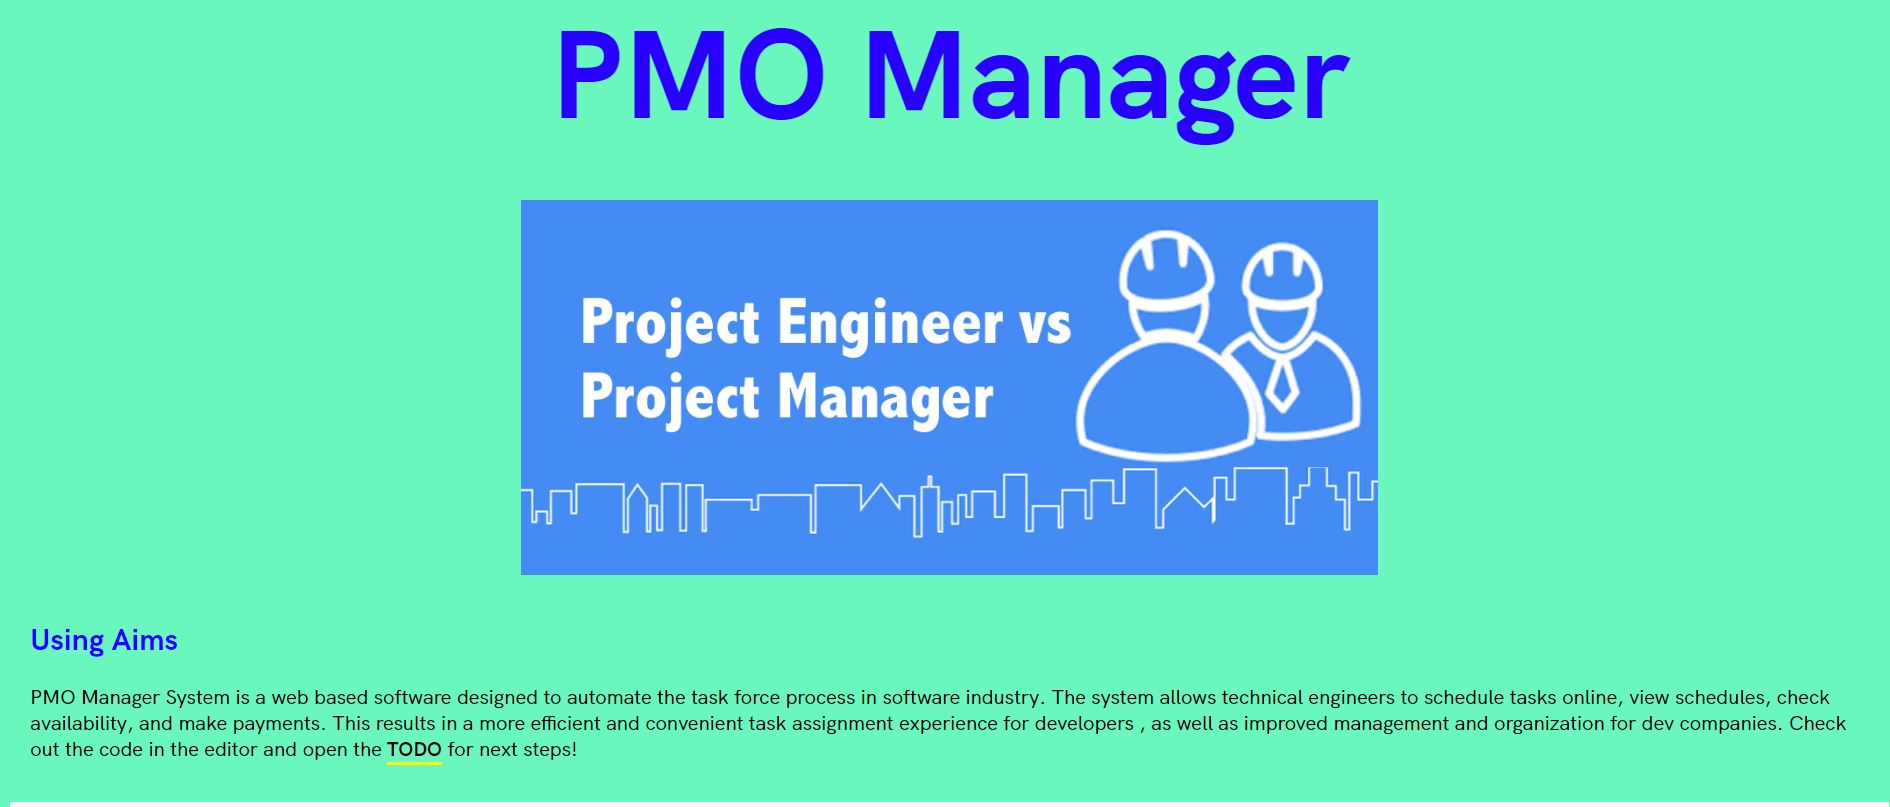 PMO Manager
Project Engineer vs
Project Manager
Using Aims
PMO Manager System is a web based software designed to automate the task force process in software industry. The system allows technical engineers to schedule tasks online, view schedules, check
availability, and make payments. This results in a more efficient and convenient task assignment experience for developers , as well as improved management and organization for dev companies. Check
out the code in the editor and open the TODO for next steps!